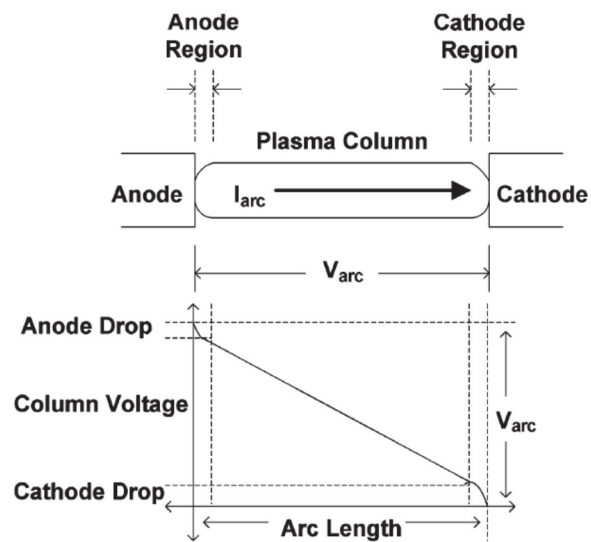 Anode
Region
Cathode
Region
Plasma Column
Anode
Iarc
Cathode
Varc
Anode Drop
Column Voltage
Varc
Cathode Drop
Arc Length